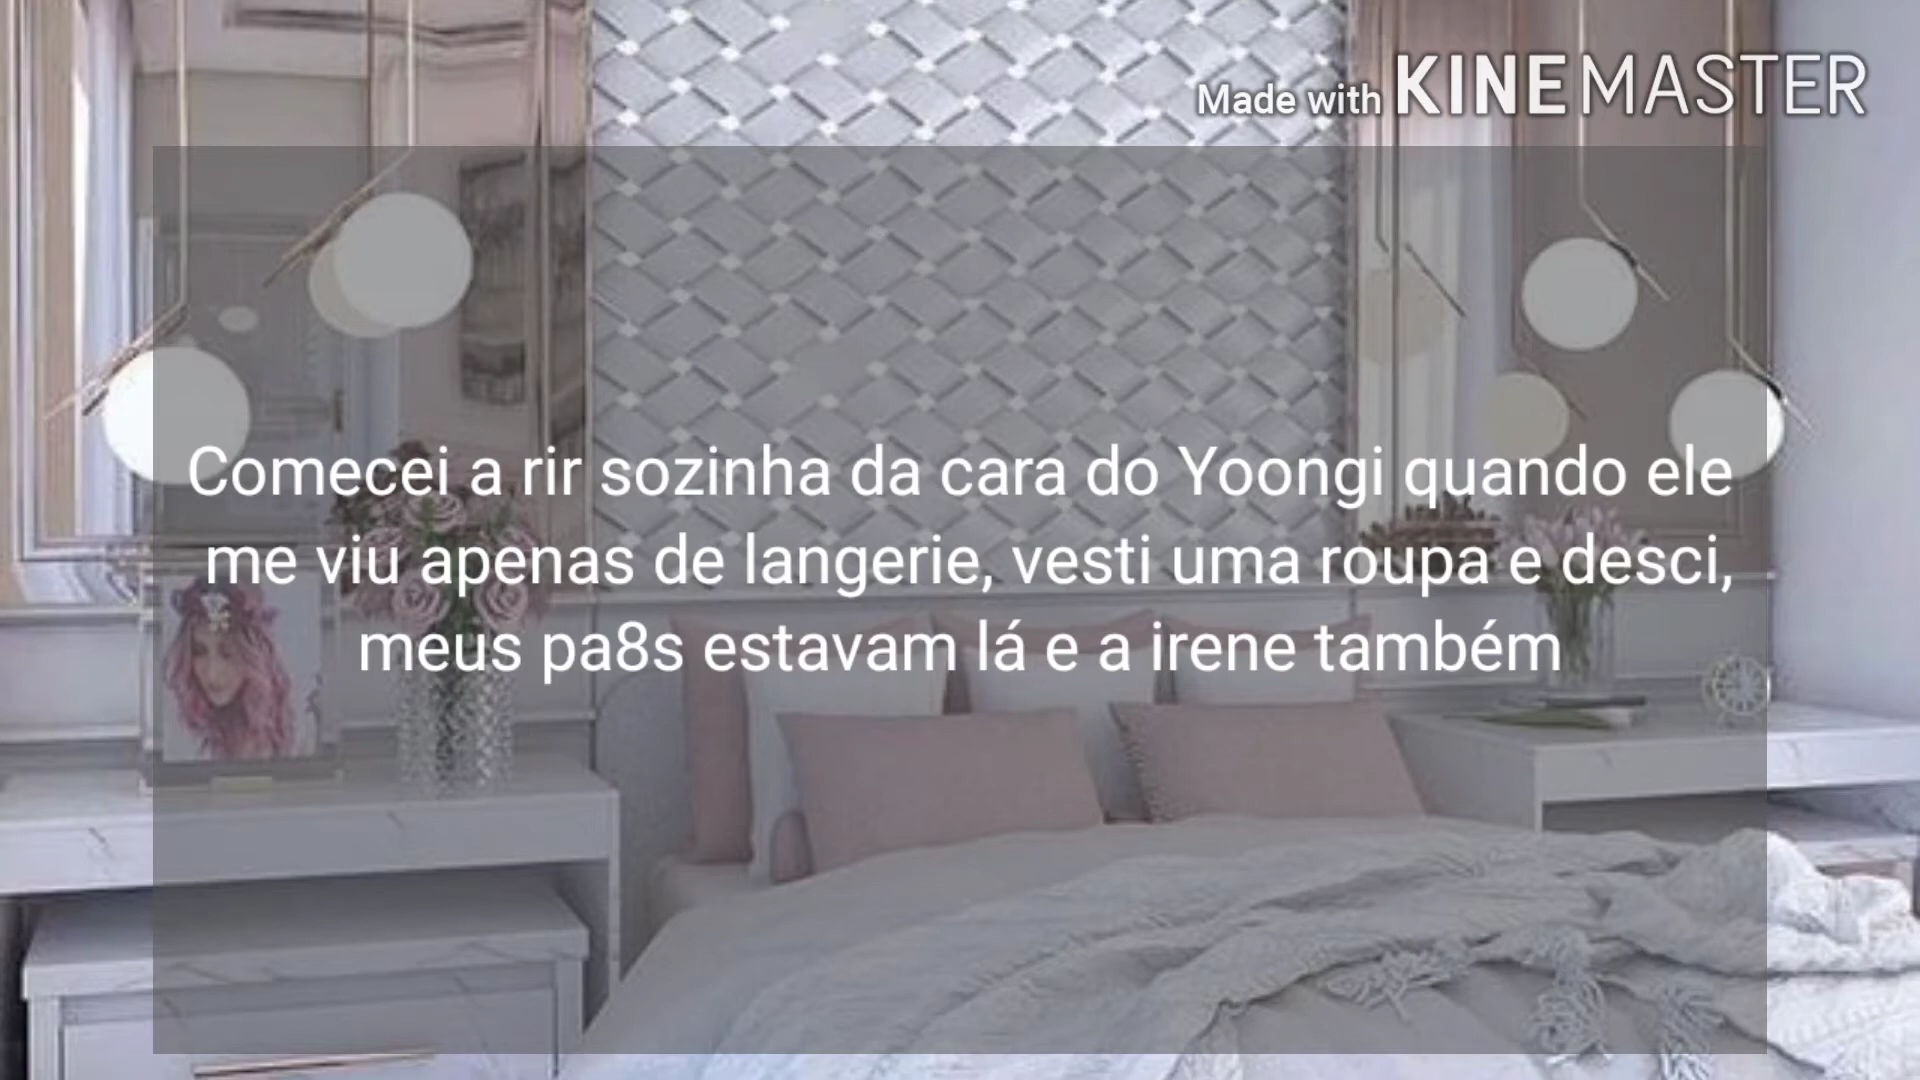 Made with KINEMASTER
Comecei a rir sozinha da cara do Yoongi quando ele
me viu apenas de langerie, vesti uma roupa e desci,
meus pa8s estavam lá e a irene também